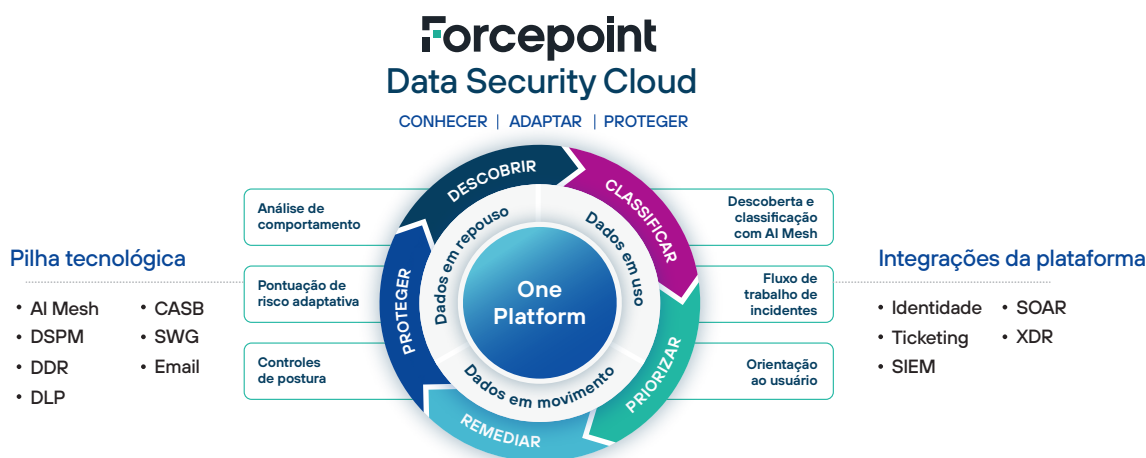 Forcepoint
Data Security Cloud
CONHECER | ADAPTAR | PROTEGER
DESCOBRIR
CLASSIFICAR
PRIORIZAR
REMEDIAR
PROTEGER
Dados em repouso
Dados em uso
Dados em movimento
One
Platform
Análise de
comportamento
Pontuação de
risco adaptativa
Controles
de postura
Descoberta e
classificação
com AI Mesh
Fluxo de
trabalho de
incidentes
Orientação
ao usuário
Pilha tecnológica
• AI Mesh
• DSPM
• DDR
• DLP
• CASB
• SWG
• Email
Integrações da plataforma
• Identidade
• Ticketing
• SIEM
• SOAR
• XDR